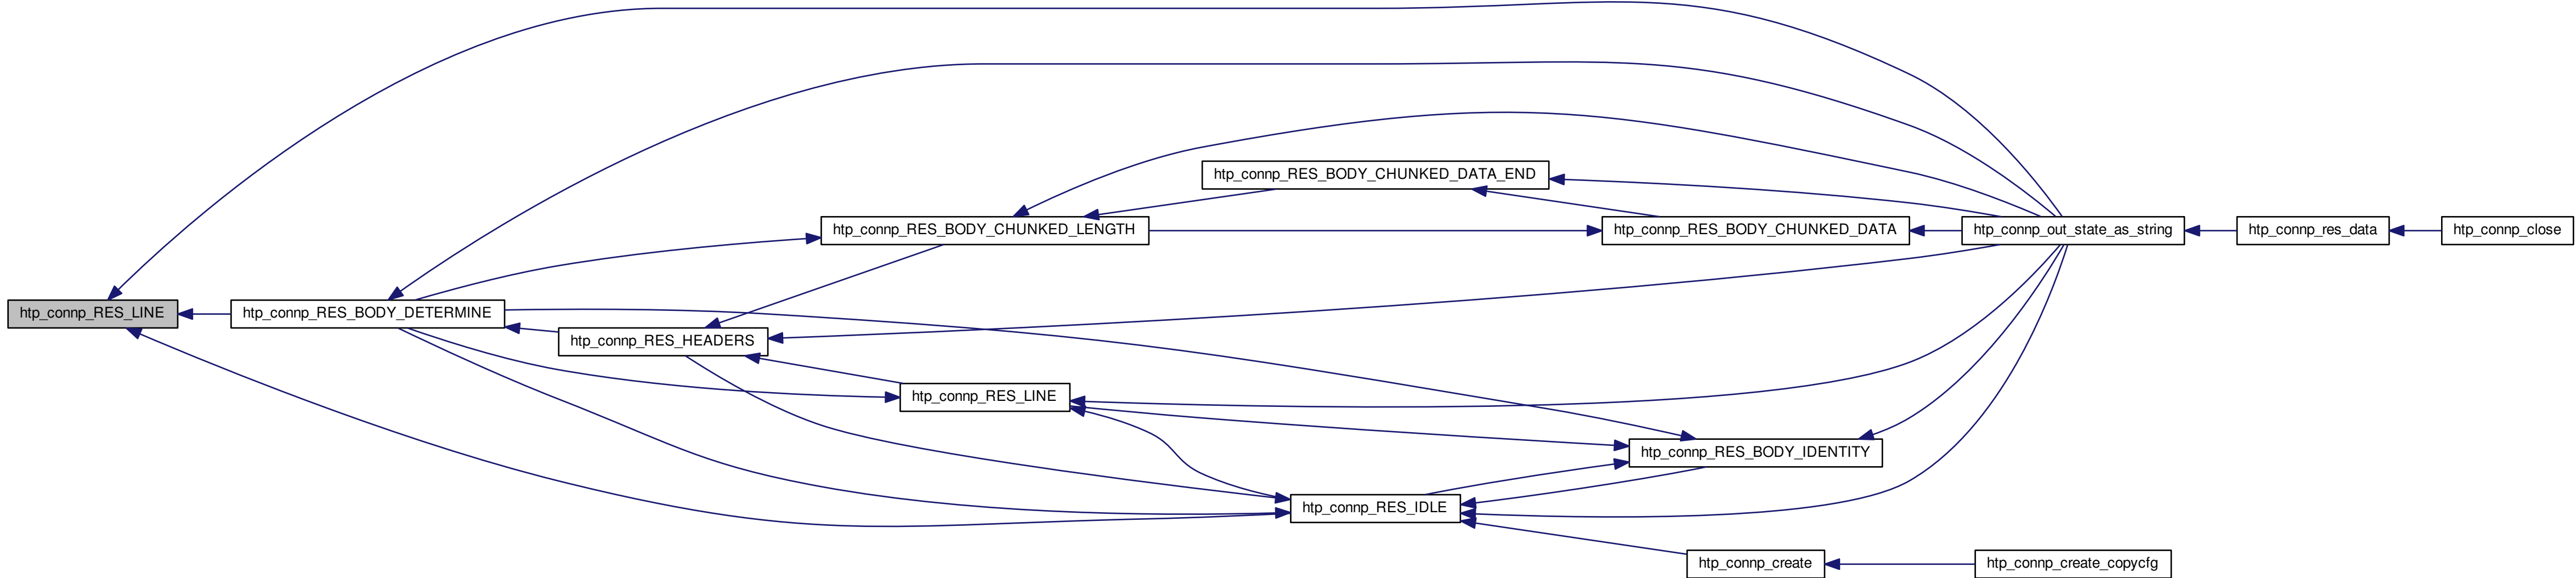 htp_connp_RES_BODY_CHUNKED_DATA_END
htp_connp_RES_BODY_CHUNKED_LENGTH
htp_connp_RES_BODY_CHUNKED_DATA
htp_connp_out_state_as_string
htp_connp_res_data
htp_connp_close
htp_connp_RES_LINE
htp_connp_RES_BODY_DETERMINE
htp_connp_RES_HEADERS
htp_connp_RES_LINE
htp_connp_RES_BODY_IDENTITY
htp_connp_RES_IDLE
htp_connp_create
htp_connp_create_copycfg